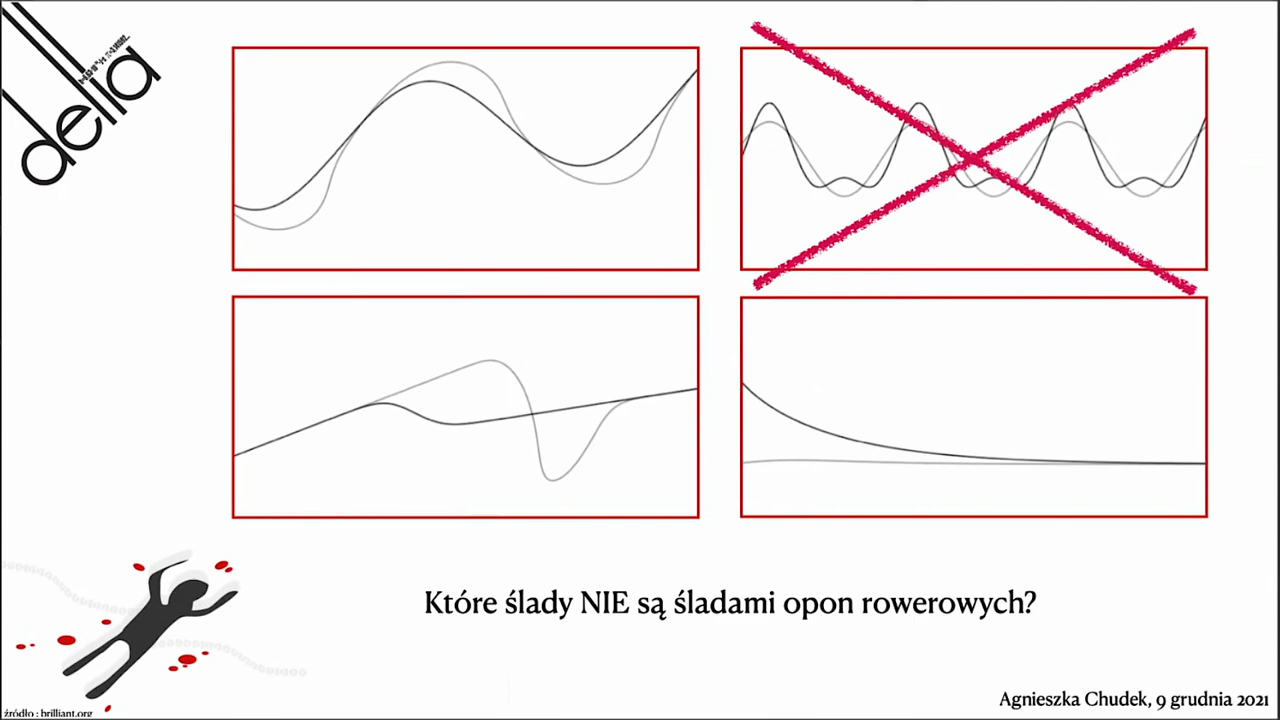 delta
Które ślady NIE są śladami opon rowerowych?
Agnieszka Chudek, 9 grudnia 2021
źródło : brilliant.org